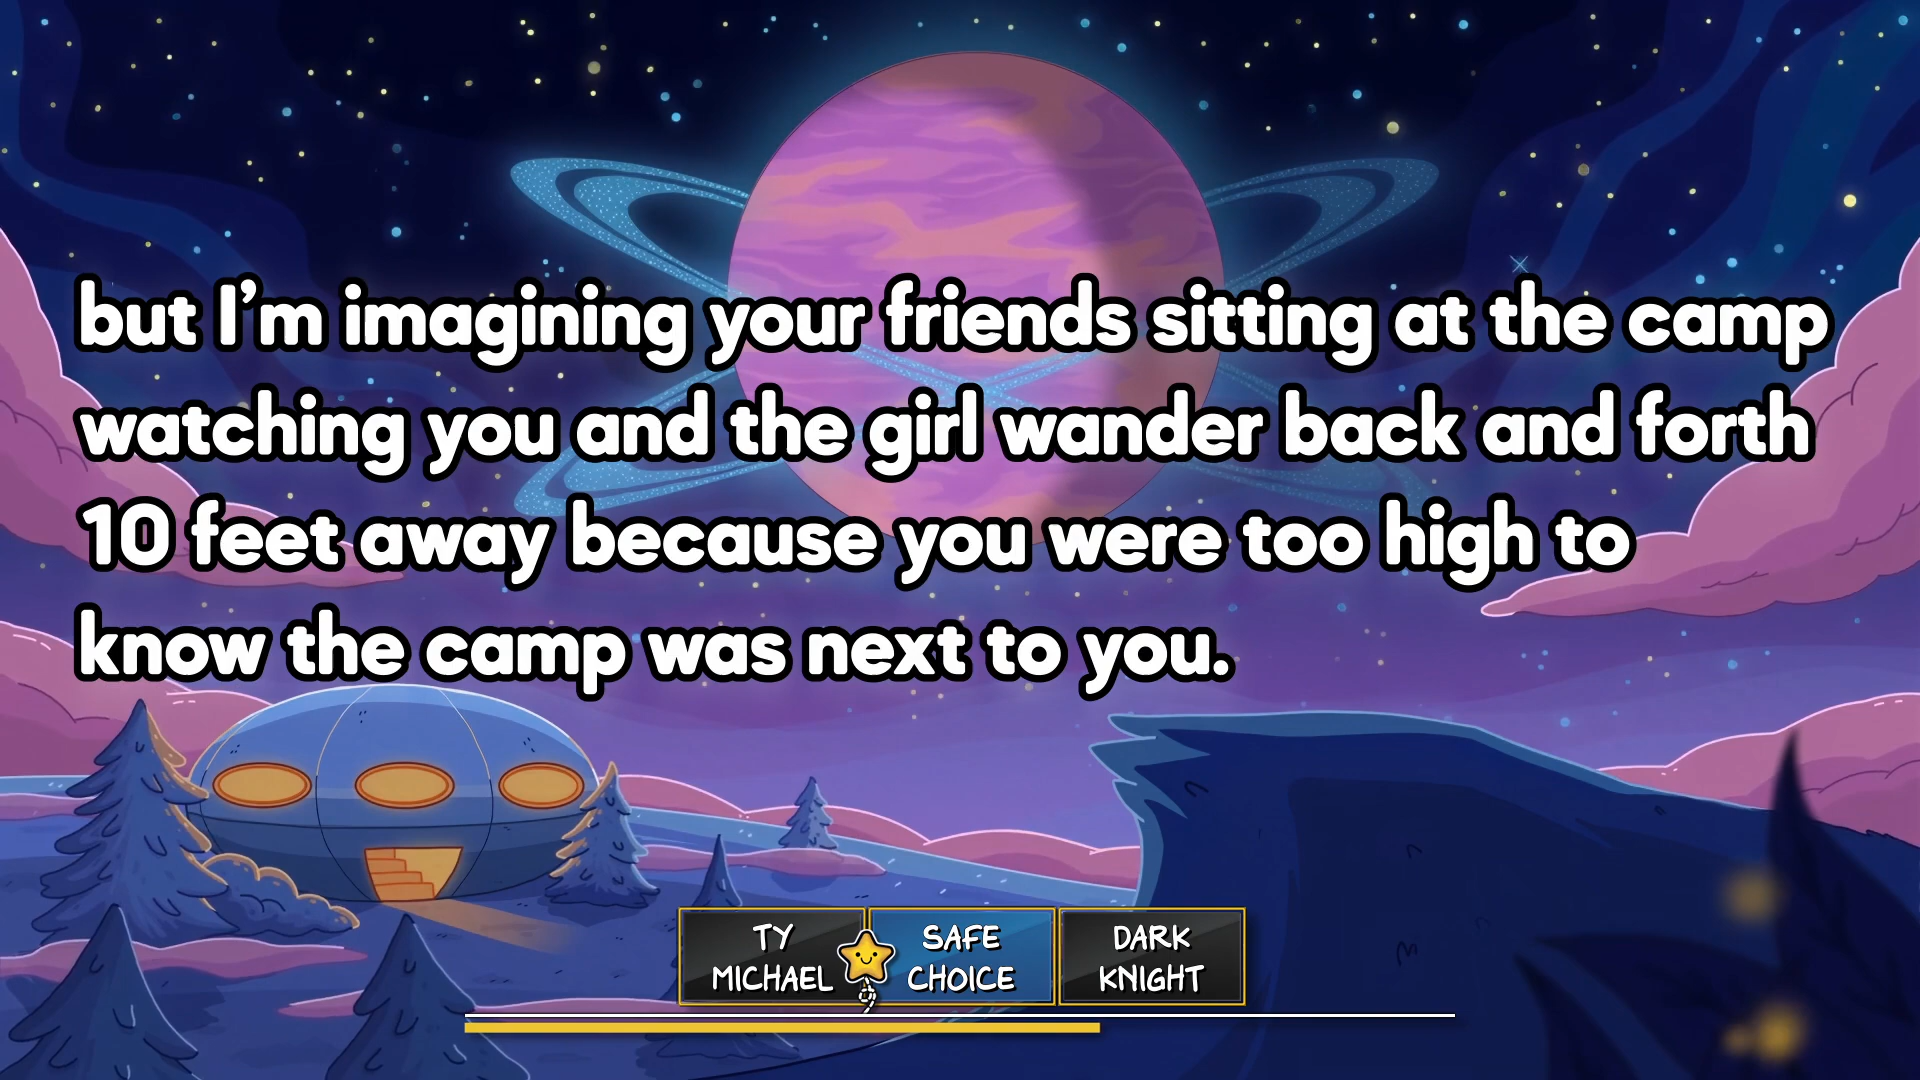 but I’m imagining your friends sitting at the camp
watching you and the girl wander back and forth
10 feet away because you were too high to
know the camp was next to you.
TY
MICHAEL
SAFE
CHOICE
DARK
KNIGHT